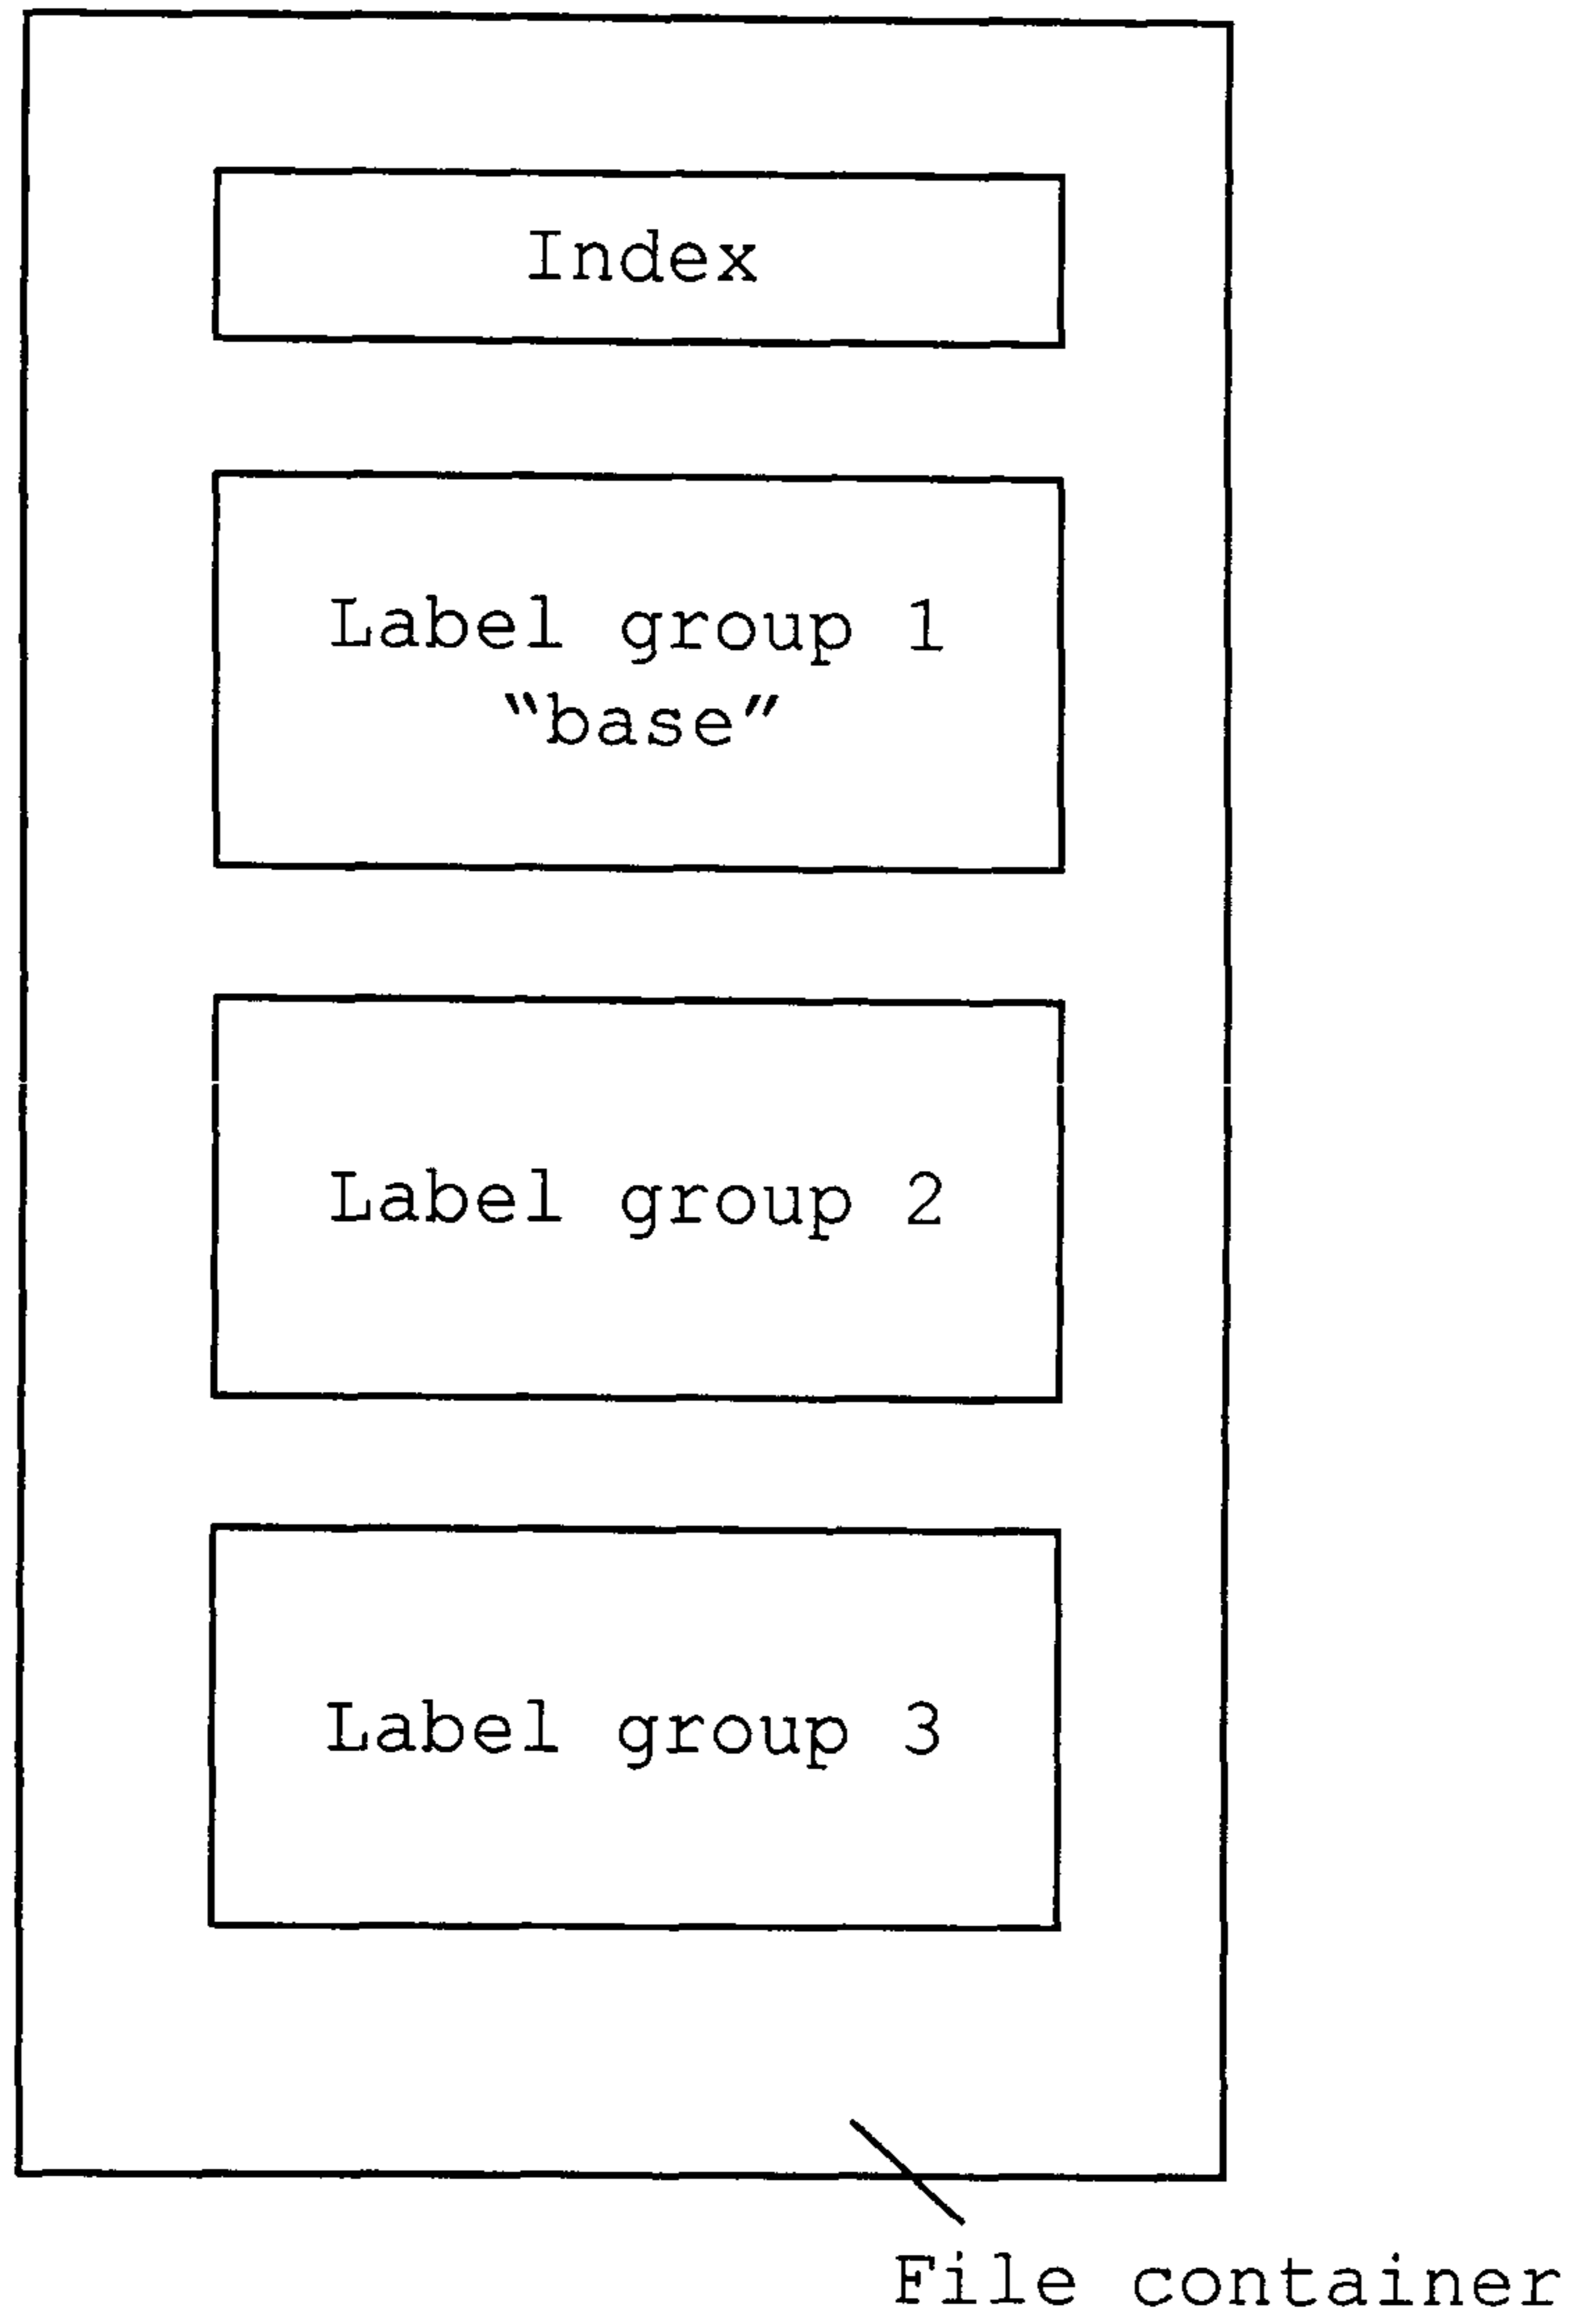 Index
Label group 1
“base”
Label group 2
Label group 3
File container